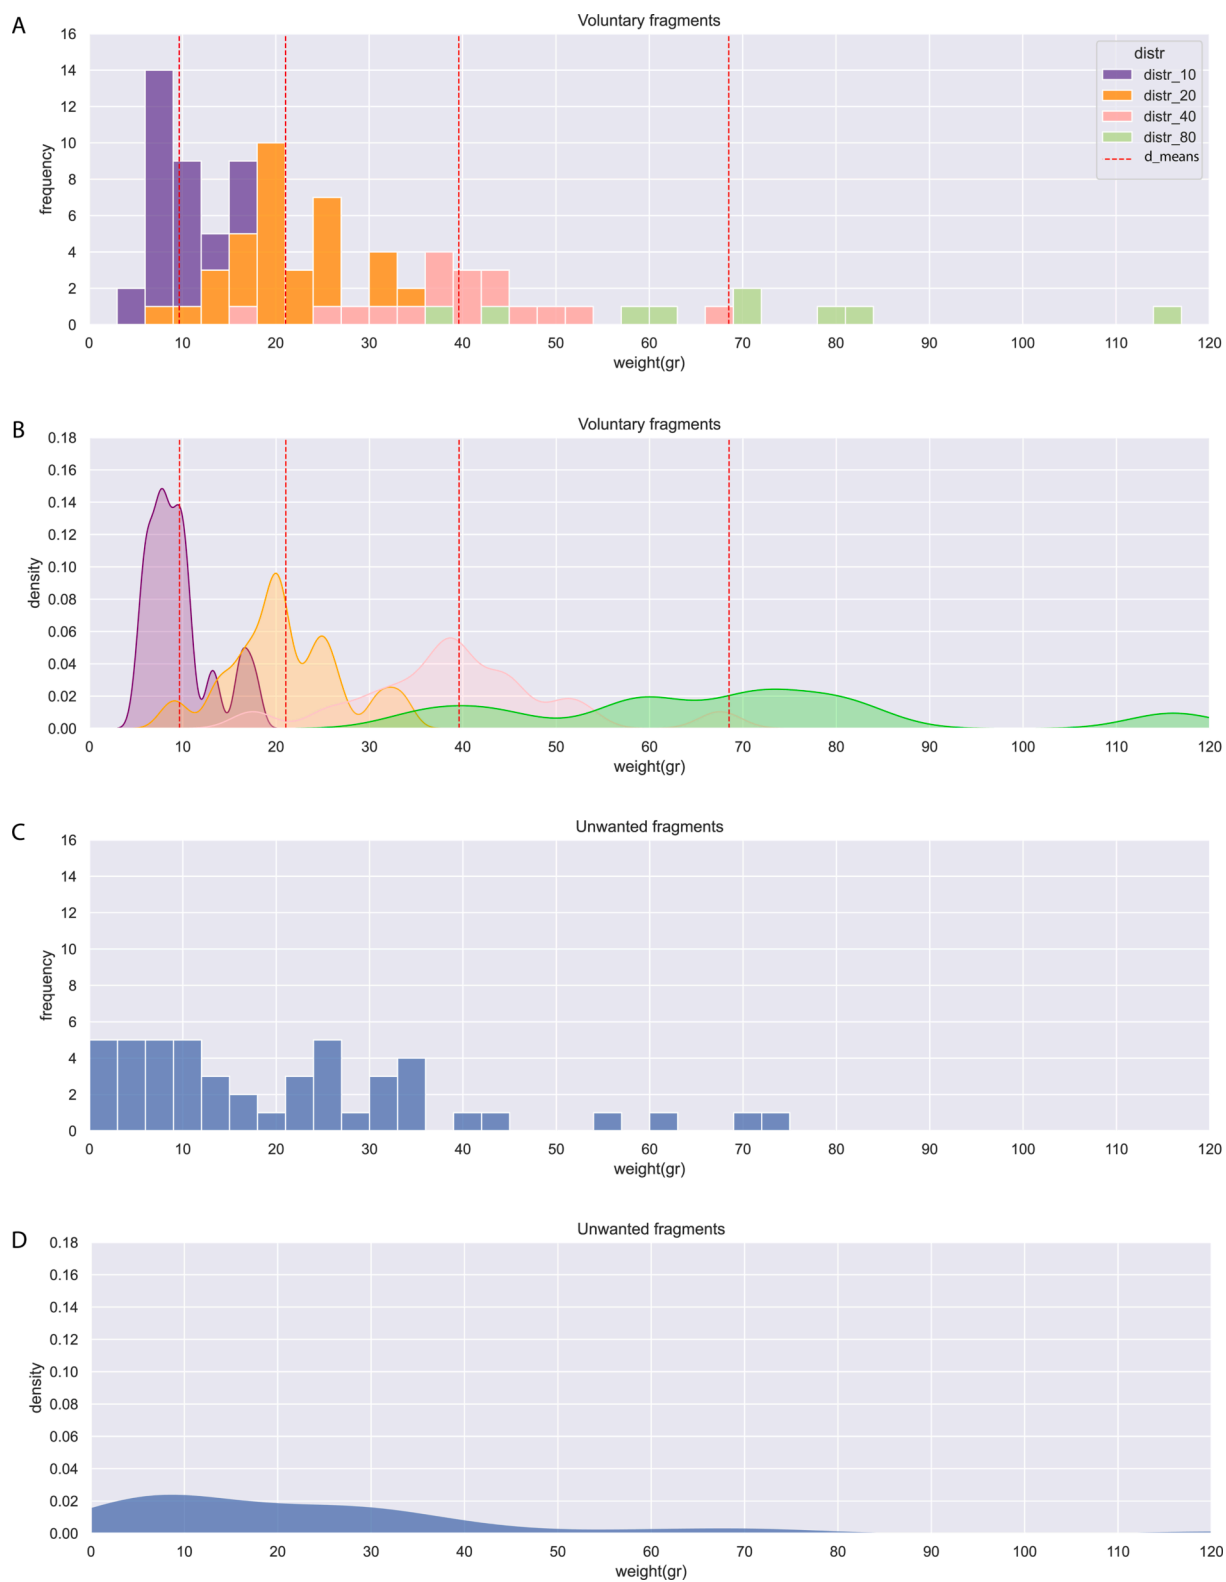 A
Voluntary fragments
16
14
12
10
8
6
4
2
0
frequency
distr
distr_10
distr_20
distr_40
distr_80
d_means
0 10 20 30 40 50 60 70 80 90 100 110 120
weight(gr)
B
Voluntary fragments
0.18
0.16
0.14
0.12
0.10
0.08
0.06
0.04
0.02
0.00
density
0 10 20 30 40 50 60 70 80 90 100 110 120
weight(gr)
C
Unwanted fragments
16
14
12
10
8
6
4
2
0
frequency
0 10 20 30 40 50 60 70 80 90 100 110 120
weight(gr)
D
Unwanted fragments
0.18
0.16
0.14
0.12
0.10
0.08
0.06
0.04
0.02
0.00
density
0 10 20 30 40 50 60 70 80 90 100 110 120
weight(gr)